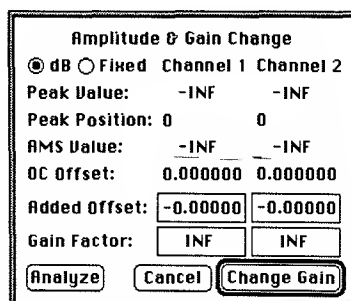 Amplitude & Gain Change
dB Fixed Channel 1 Channel 2
Peak Value: -INF -INF
Peak Position: 0 0
RMS Value: -INF -INF
DC Offset: 0.000000 0.000000
Added Offset: -0.00000 -0.00000
Gain Factor: INF INF
Analyze Cancel Change Gain